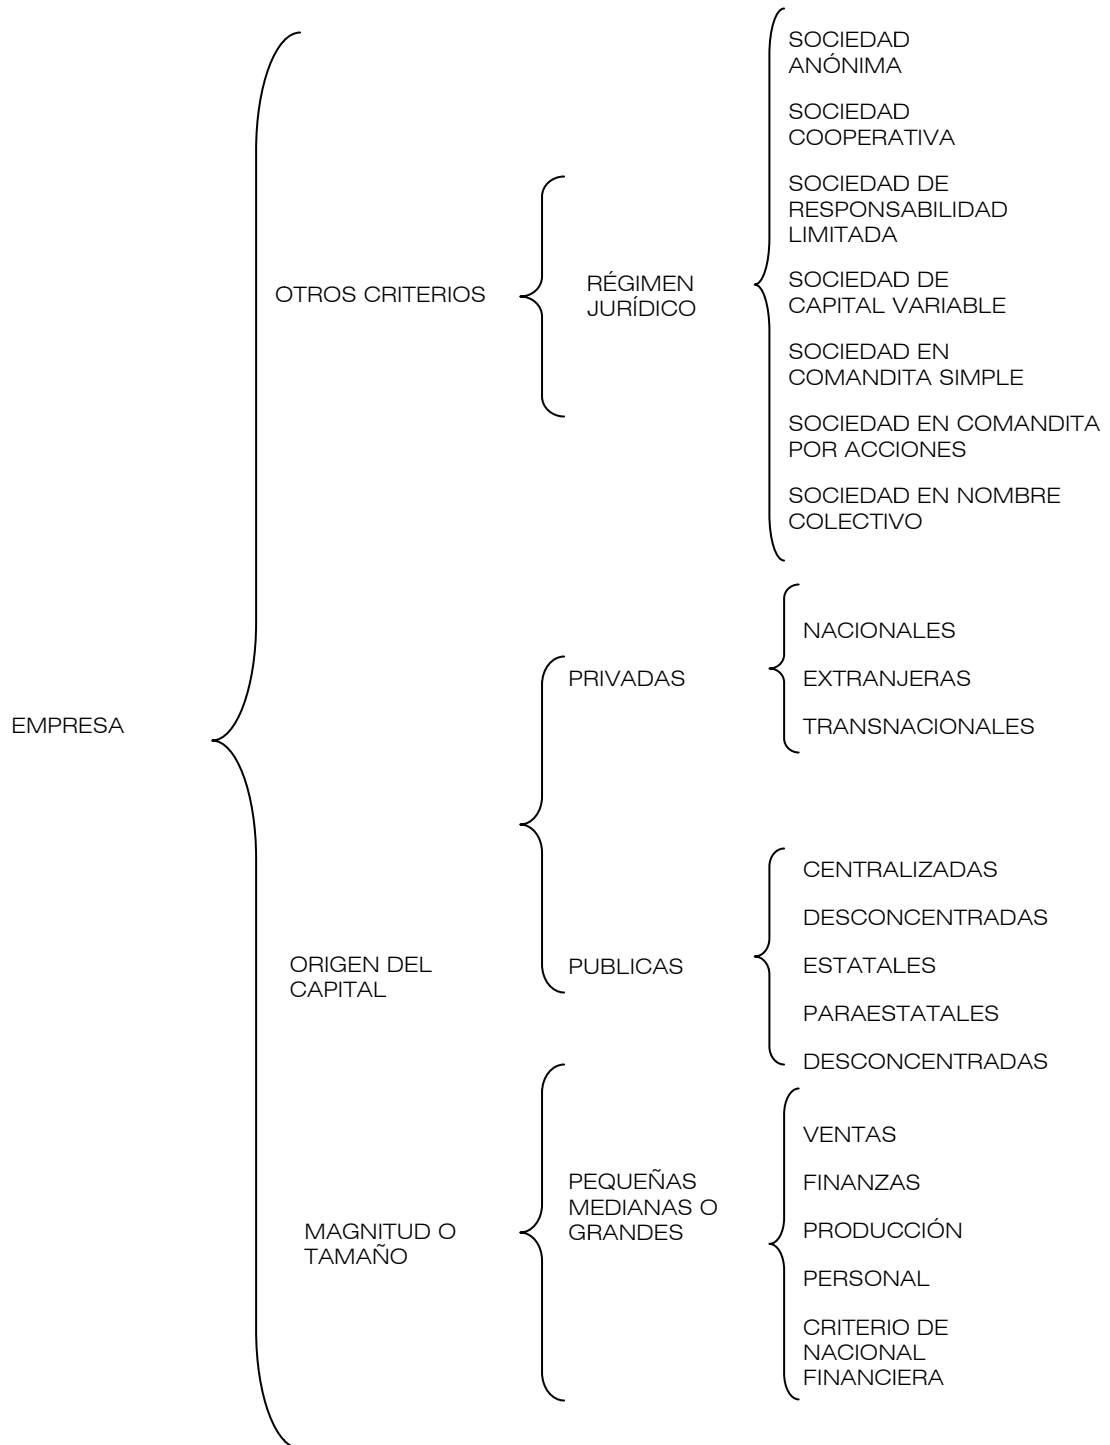 SOCIEDAD
ANÓNIMA
SOCIEDAD
COOPERATIVA
SOCIEDAD DE
RESPONSABILIDAD
LIMITADA
OTROS CRITERIOS
RÉGIMEN
JURÍDICO
SOCIEDAD DE
CAPITAL VARIABLE
SOCIEDAD EN
COMANDITA SIMPLE
SOCIEDAD EN COMANDITA
POR ACCIONES
SOCIEDAD EN NOMBRE
COLECTIVO
NACIONALES
PRIVADAS
EXTRANJERAS
EMPRESA
TRANSNACIONALES
CENTRALIZADAS
DESCONCENTRADAS
ORIGEN DEL
CAPITAL
PUBLICAS
ESTATALES
PARAESTATALES
DESCONCENTRADAS
VENTAS
PEQUEÑAS
MEDIANAS O
GRANDES
FINANZAS
MAGNITUD O
TAMAÑO
PRODUCCIÓN
PERSONAL
CRITERIO DE
NACIONAL
FINANCIERA